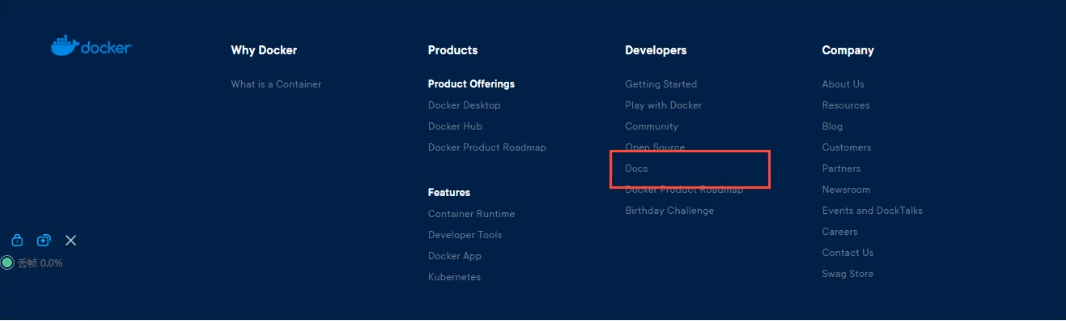 docker
Why Docker
What is a Container
Products
Product Offerings
Docker Desktop
Docker Hub
Docker Product Roadmap
Features
Container Runtime
Developer Tools
Docker App
Kubernetes
Developers
Getting Started
Play with Docker
Community
Open Source
Docs
Docker Product Roadmap
Birthday Challenge
Company
About Us
Resources
Blog
Customers
Partners
Newsroom
Events and DockTalks
Careers
Contact Us
Swag Store
丢帧 0.0%